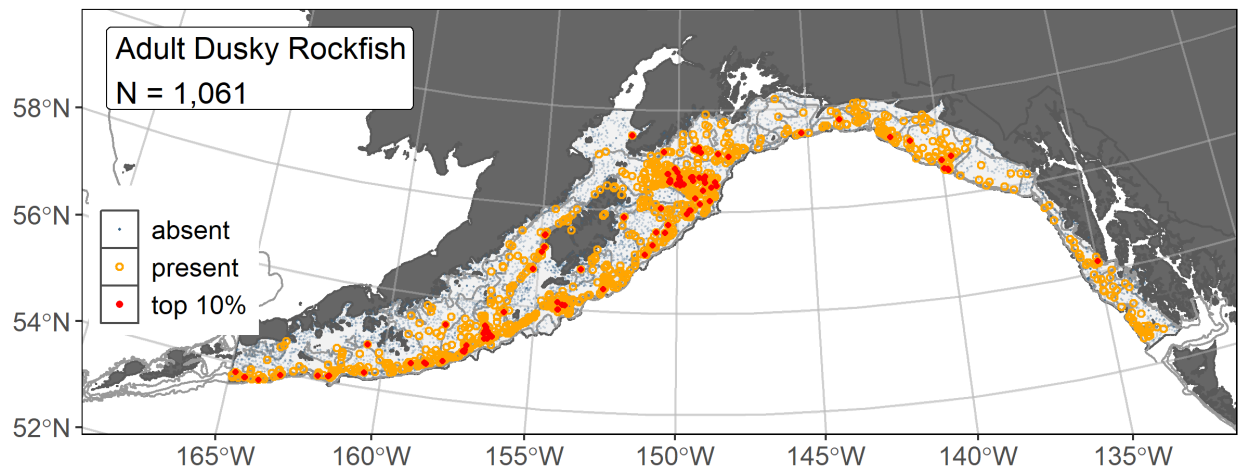 Adult Dusky Rockfish
N = 1,061
58°N
56°N
54°N
52°N
absent
present
top 10%
165°W
160°W
155°W
150°W
145°W
140°W
135°W